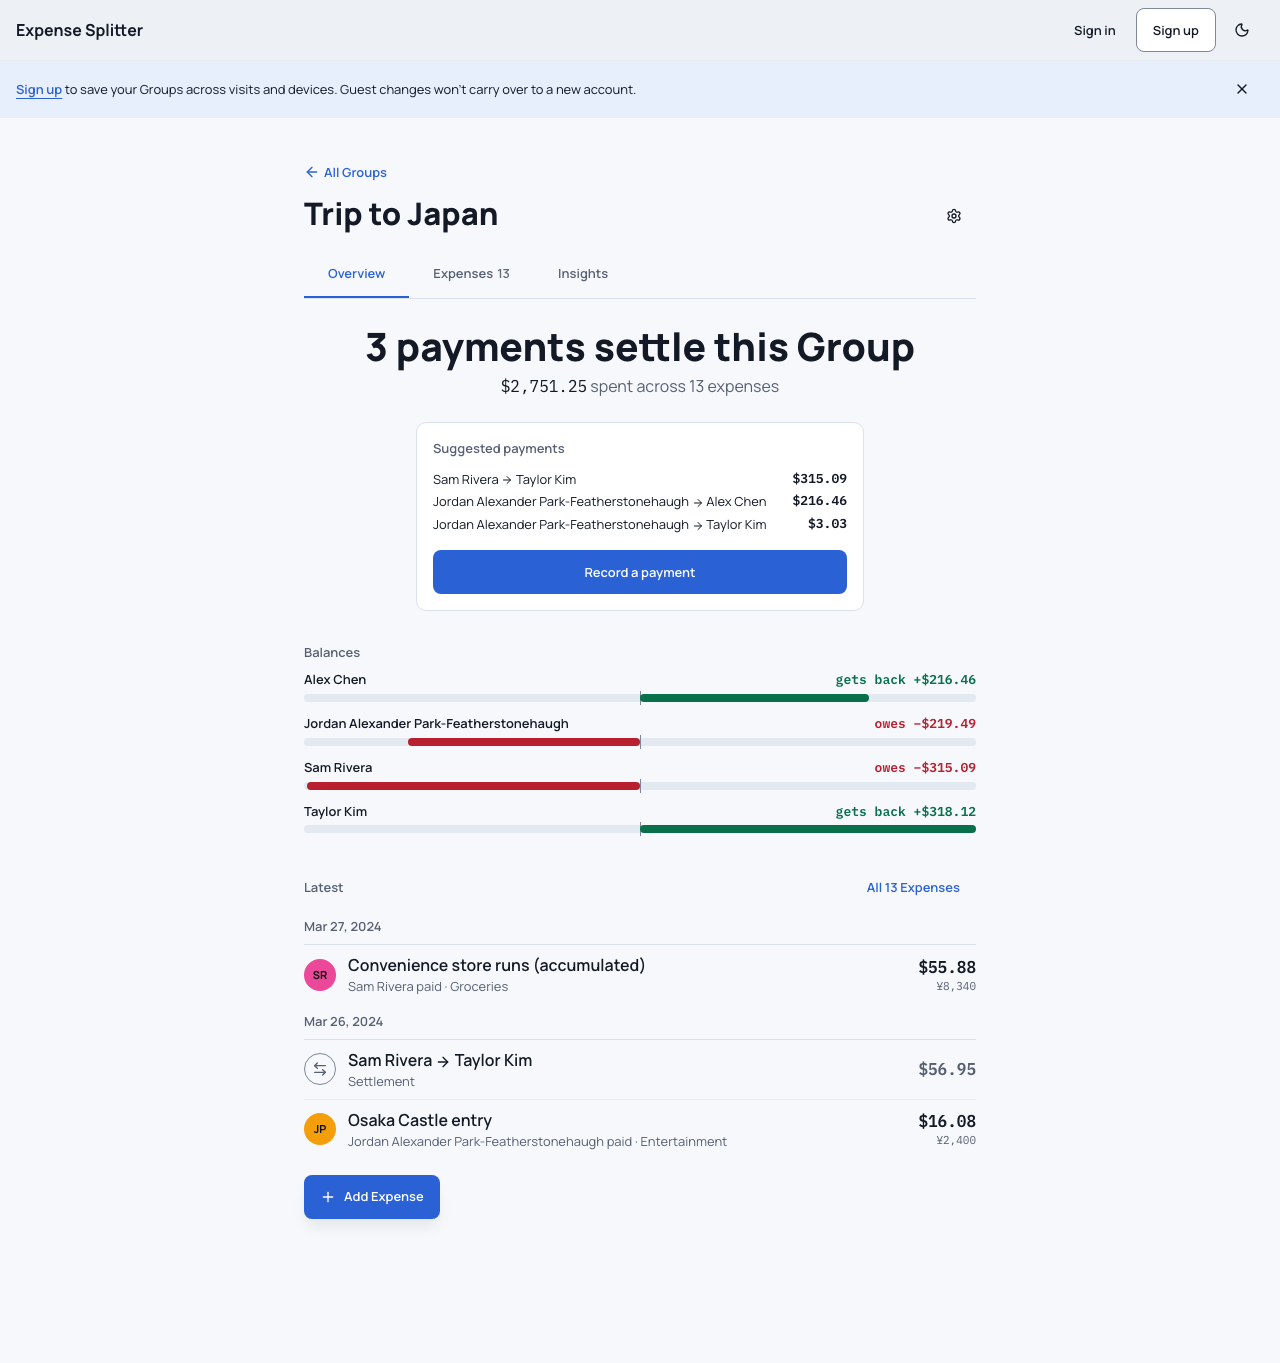 Expense Splitter
Sign in
Sign up
Sign up to save your Groups across visits and devices. Guest changes won't carry over to a new account.
All Groups
Trip to Japan
Overview
Expenses 13
Insights
3 payments settle this Group
$2,751.25 spent across 13 expenses
Suggested payments
Sam Rivera → Taylor Kim $315.09
Jordan Alexander Park-Featherstonehaugh → Alex Chen $216.46
Jordan Alexander Park-Featherstonehaugh → Taylor Kim $3.03
Record a payment
Balances
Alex Chen gets back +$216.46
Jordan Alexander Park-Featherstonehaugh owes −$219.49
Sam Rivera owes −$315.09
Taylor Kim gets back +$318.12
Latest
All 13 Expenses
Mar 27, 2024
SR
Convenience store runs (accumulated) $55.88
Sam Rivera paid · Groceries ¥8,340
Mar 26, 2024
Sam Rivera → Taylor Kim $56.95
Settlement
JP
Osaka Castle entry $16.08
Jordan Alexander Park-Featherstonehaugh paid · Entertainment ¥2,400
Add Expense